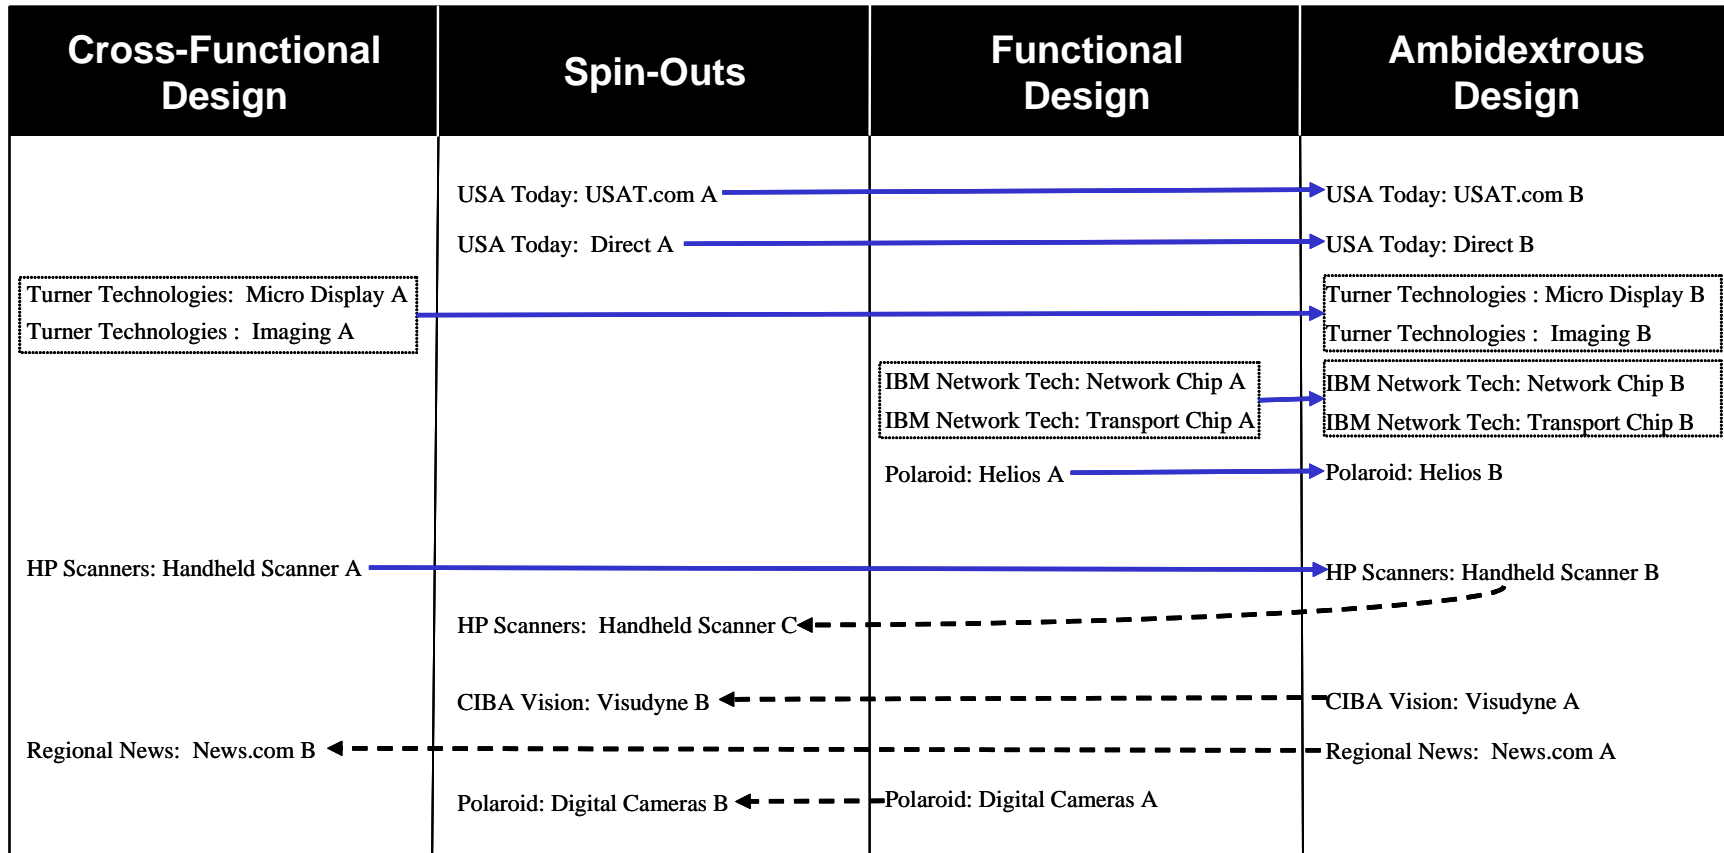 Cross-Functional
Design
Spin-Outs
Functional
Design
Ambidextrous
Design
USA Today: USAT.com A
USA Today: USAT.com B
USA Today:  Direct A
USA Today: Direct B
Turner Technologies:  Micro Display A
Turner Technologies :  Imaging A
Turner Technologies : Micro Display B
Turner Technologies :  Imaging B
IBM Network Tech: Network Chip A
IBM Network Tech: Transport Chip A
IBM Network Tech: Network Chip B
IBM Network Tech: Transport Chip B
Polaroid: Helios A
Polaroid: Helios B
HP Scanners: Handheld Scanner A
HP Scanners: Handheld Scanner B
HP Scanners:  Handheld Scanner C
CIBA Vision: Visudyne B
CIBA Vision: Visudyne A
Regional News:  News.com B
Regional News:  News.com A
Polaroid: Digital Cameras B
Polaroid: Digital Cameras A